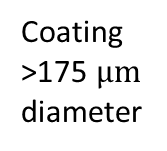 Coating
>175 μm
diameter